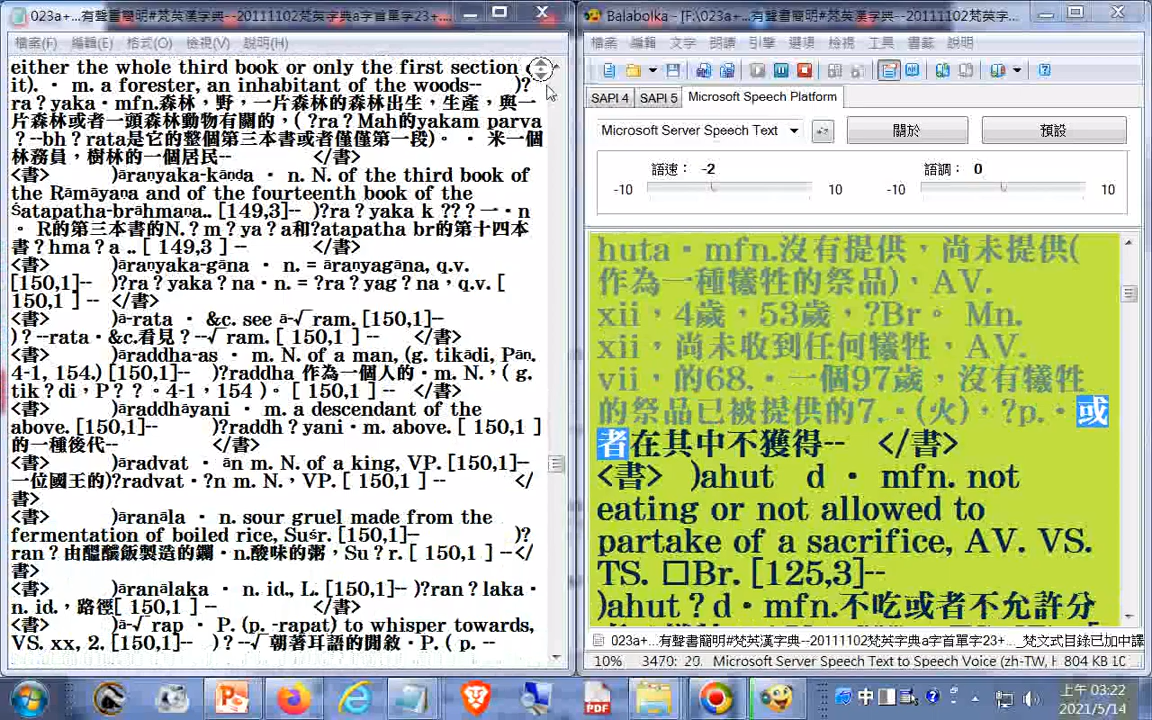 023a+...有聲書簡明#梵英漢字典--20111102梵英字典a字首單字23+...
檔案(F) 編輯(E) 格式(O) 檢視(V) 說明(H)
either the whole third book or only the first section
it). • m. a forester, an inhabitant of the woods-- )?
ra?yaka•mfn.森林，野，一片森林的森林出生，生產，與一
片森林或者一頭森林動物有關的，(?ra?Mah的yakam parva
?--bh?rata是它的整個第三本書或者僅僅第一段)。 • 米一個
林務員，樹林的一個居民-- </書>
<書> )āraṇyaka-kāṇḍa • n. N. of the third book of
the Rāmāyaṇa and of the fourteenth book of the
Śatapatha-brāhmaṇa.. [149,3]-- )?ra?yaka k ???一•n
。 R的第三本書的N.?m?ya?a和?atapatha br的第十四本
書?hma?a .. [ 149,3 ] -- </書>
<書> )āraṇyaka-gāna • n. = āraṇyagāna, q.v.
[150,1]-- )?ra?yaka?na•n. = ?ra?yag?na，q.v. [
150,1 ] -- </書>
<書> )ā-rata • &c. see ā-√ram. [150,1]--
)?--rata•&c.看見?--√ram. [ 150,1 ] -- </書>
<書> )āraddha-as • m. N. of a man, (g. tikādi, Pāṇ.
4-1, 154.) [150,1]-- )?raddha 作為一個人的•m. N.，( g.
tik?di，P??。4-1，154 )。 [ 150,1 ] -- </書>
<書> )āraddhāyani • m. a descendant of the
above. [150,1]-- )?raddh?yani•m. above. [ 150,1 ]
的一種後代-- </書>
<書> )āradvat • ān m. N. of a king, VP. [150,1]--
一位國王的)?radvat•?n m. N.，VP. [ 150,1 ] -- </
書>
<書> )āranāla • n. sour gruel made from the
fermentation of boiled rice, Suśr. [150,1]-- )?
ran?由醞釀飯製造的鑭•n.酸味的粥，Su?r. [ 150,1 ] --</
書>
<書> )āranālaka • n. id., L. [150,1]-- )?ran?laka•
n. id.，路徑[ 150,1 ] -- </書>
<書> )ā-√rap • P. (p. -rapat) to whisper towards,
VS. xx, 2. [150,1]-- )?--√朝著耳語的閒敘•P. ( p. --
Balabolka - [F:\023a+...有聲書簡明#梵英漢字典--20111102梵英字...
檔案 編輯 文字 朗讀 引擎 選項 檢視 工具 書籤 說明
SAPI 4 SAPI 5 Microsoft Speech Platform
Microsoft Server Speech Text 關於 預設
語速： -2 語調： 0
-10 10 -10 10
huta•mfn.沒有提供，尚未提供(
作為一種犧牲的祭品)，AV.
xii，4歲，53歲，?Br。 Mn.
xii，尚未收到任何犧牲，AV.
vii，的68.•一個97歲，沒有犧牲
的祭品已被提供的7.•(火)，?p.•或
者在其中不獲得-- </書>
<書> )ahut d • mfn. not
eating or not allowed to
partake of a sacrifice, AV. VS.
TS. □Br. [125,3]--
)ahut?d•mfn.不吃或者不允許分
023a+...有聲書簡明#梵英漢字典--20111102梵英字典a字首單字23+..._梵文式目錄已加中譯
10% 3470: 20 Microsoft Server Speech Text to Speech Voice (zh-TW, H 804 KB
中
上午 03:22
2021/5/14